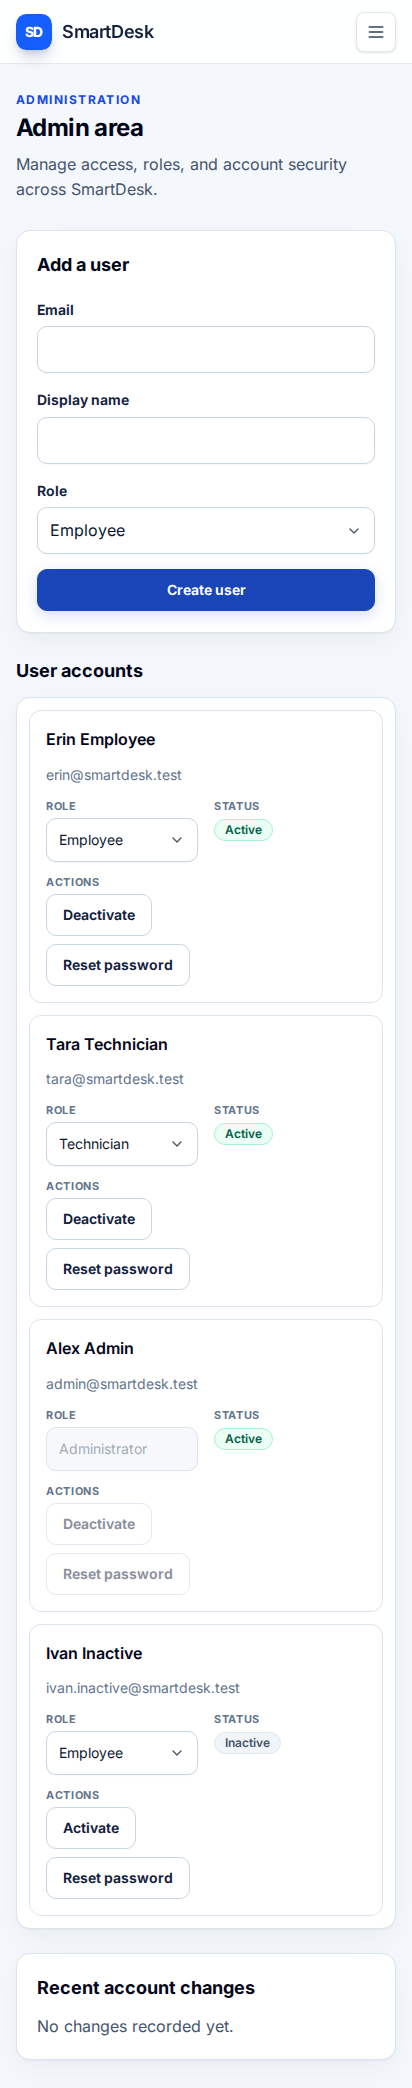 SD SmartDesk
ADMINISTRATION
Admin area
Manage access, roles, and account security
across SmartDesk.
Add a user
Email
Display name
Role
Employee
Create user
User accounts
Erin Employee
erin@smartdesk.test
ROLE STATUS
Employee Active
ACTIONS
Deactivate
Reset password
Tara Technician
tara@smartdesk.test
ROLE STATUS
Technician Active
ACTIONS
Deactivate
Reset password
Alex Admin
admin@smartdesk.test
ROLE STATUS
Administrator Active
ACTIONS
Deactivate
Reset password
Ivan Inactive
ivan.inactive@smartdesk.test
ROLE STATUS
Employee Inactive
ACTIONS
Activate
Reset password
Recent account changes
No changes recorded yet.